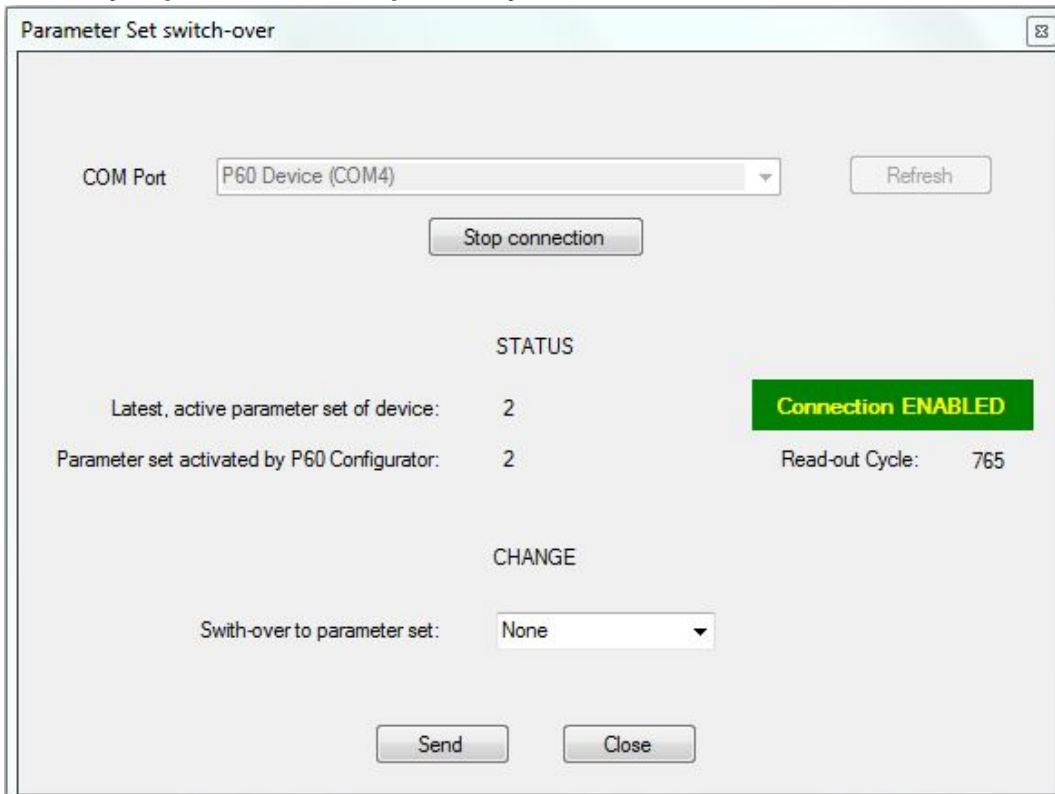 Parameter Set switch-over
COM Port P60 Device (COM4) Refresh
Stop connection
STATUS
Latest, active parameter set of device: 2 Connection ENABLED
Parameter set activated by P60 Configurator: 2 Read-out Cycle: 765
CHANGE
Swith-over to parameter set: None
Send Close